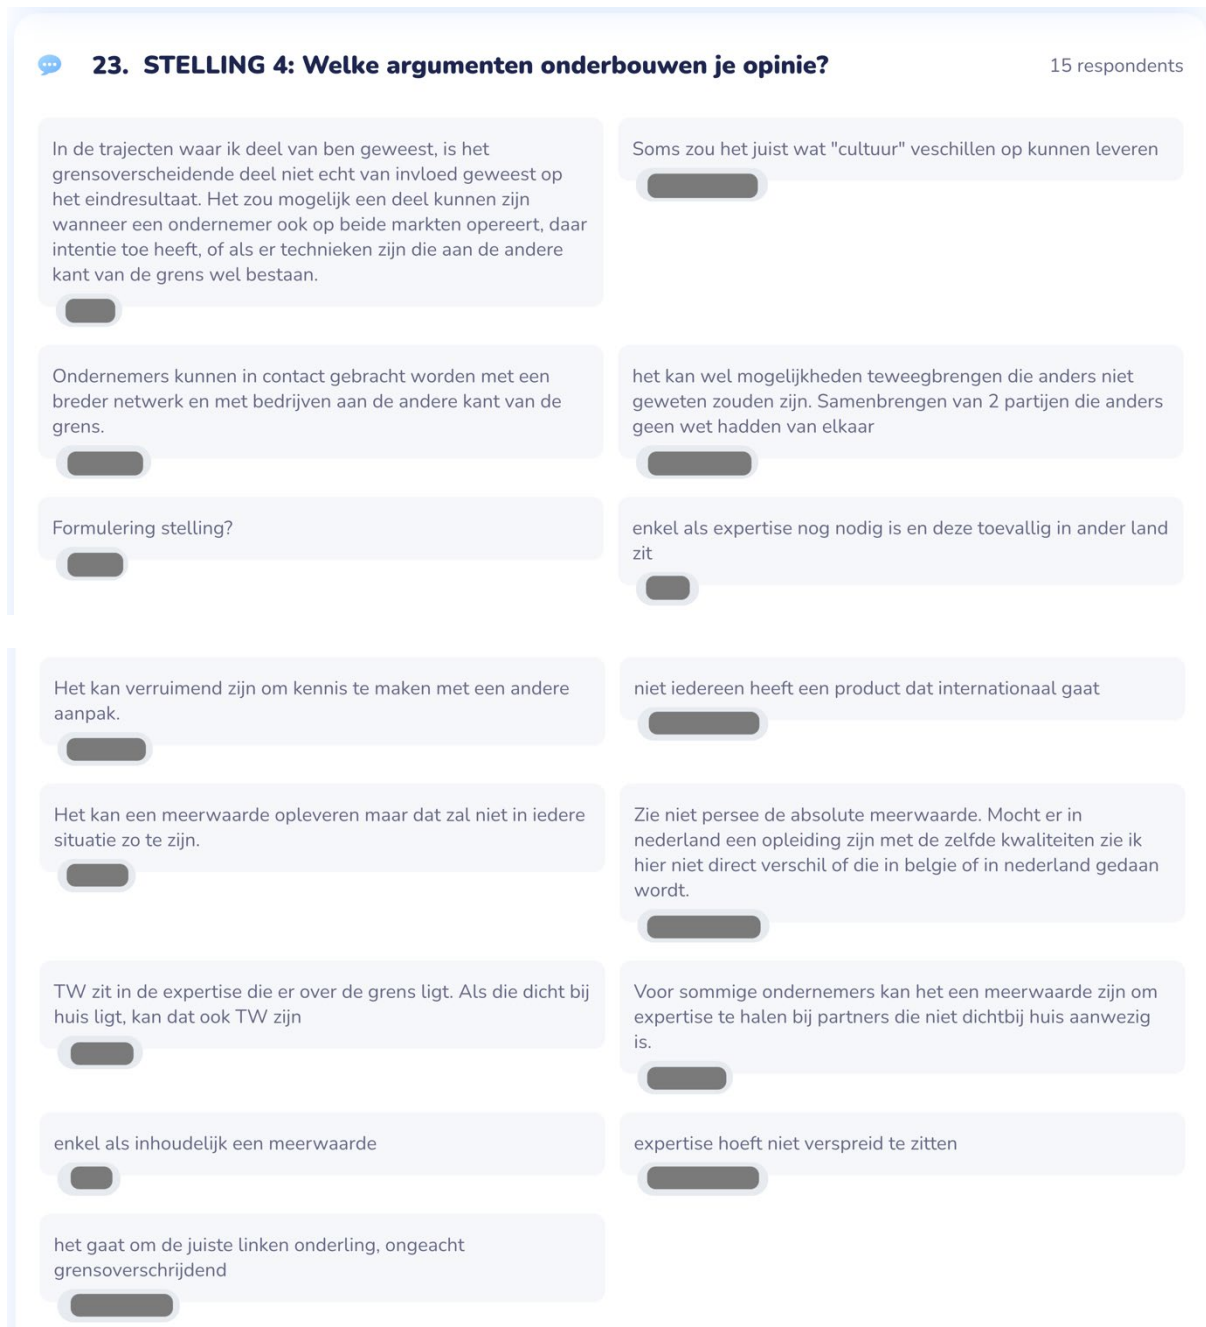 23. STELLING 4: Welke argumenten onderbouwen je opinie?
15 respondents
In de trajecten waar ik deel van ben geweest, is het
grensoverscheidende deel niet echt van invloed geweest op
het eindresultaat. Het zou mogelijk een deel kunnen zijn
wanneer een ondernemer ook op beide markten opereert, daar
intentie toe heeft, of als er technieken zijn die aan de andere
kant van de grens wel bestaan.
Soms zou het juist wat "cultuur" veschillen op kunnen leveren
Ondernemers kunnen in contact gebracht worden met een
breder netwerk en met bedrijven aan de andere kant van de
grens.
het kan wel mogelijkheden teweegbrengen die anders niet
geweten zouden zijn. Samenbrengen van 2 partijen die anders
geen wet hadden van elkaar
Formulering stelling?
enkel als expertise nog nodig is en deze toevallig in ander land
zit
Het kan verruimend zijn om kennis te maken met een andere
aanpak.
niet iedereen heeft een product dat internationaal gaat
Het kan een meerwaarde opleveren maar dat zal niet in iedere
situatie zo te zijn.
Zie niet persee de absolute meerwaarde. Mocht er in
nederland een opleiding zijn met de zelfde kwaliteiten zie ik
hier niet direct verschil of die in belgie of in nederland gedaan
wordt.
TW zit in de expertise die er over de grens ligt. Als die dicht bij
huis ligt, kan dat ook TW zijn
Voor sommige ondernemers kan het een meerwaarde zijn om
expertise te halen bij partners die niet dichtbij huis aanwezig
is.
enkel als inhoudelijk een meerwaarde
expertise hoeft niet verspreid te zitten
het gaat om de juiste linken onderling, ongeacht
grensoverschrijdend